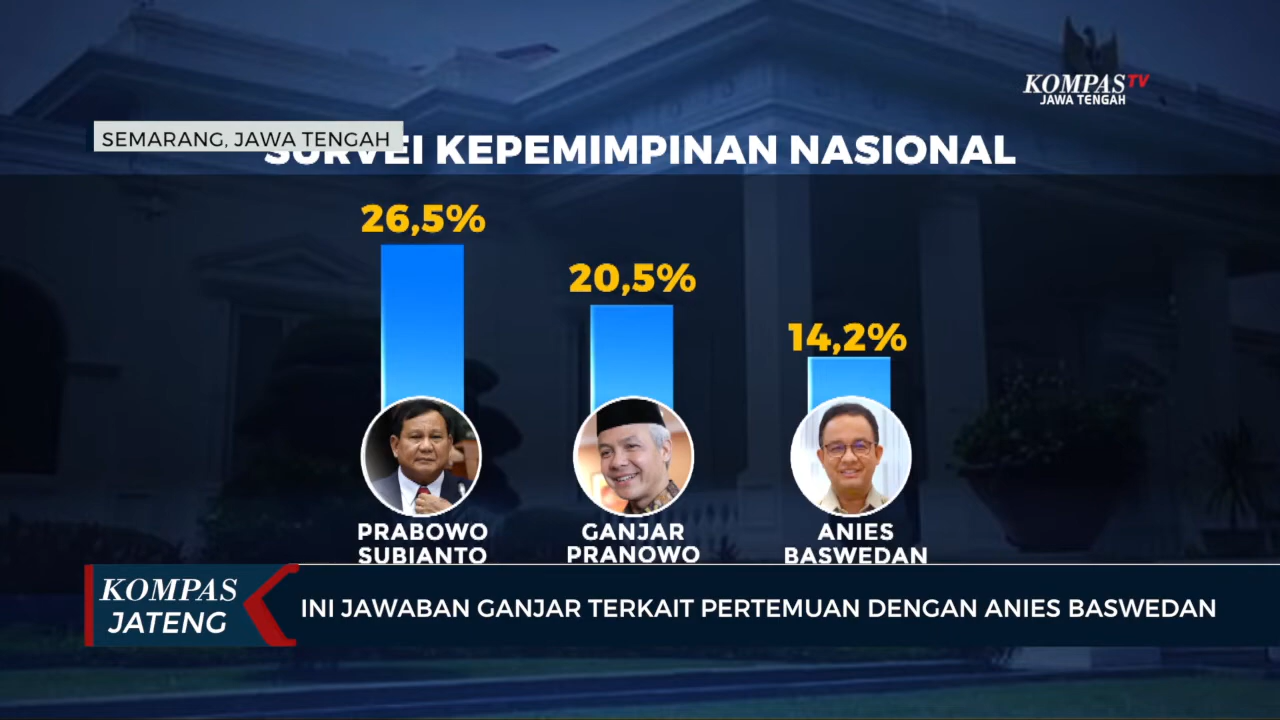 KOMPAS TV
JAWA TENGAH
SEMARANG, JAWA TENGAH
SURVEI KEPEMIMPINAN NASIONAL
26,5%
20,5%
14,2%
PRABOWO
SUBIANTO
GANJAR
PRANOWO
ANIES
BASWEDAN
KOMPAS
JATENG
INI JAWABAN GANJAR TERKAIT PERTEMUAN DENGAN ANIES BASWEDAN